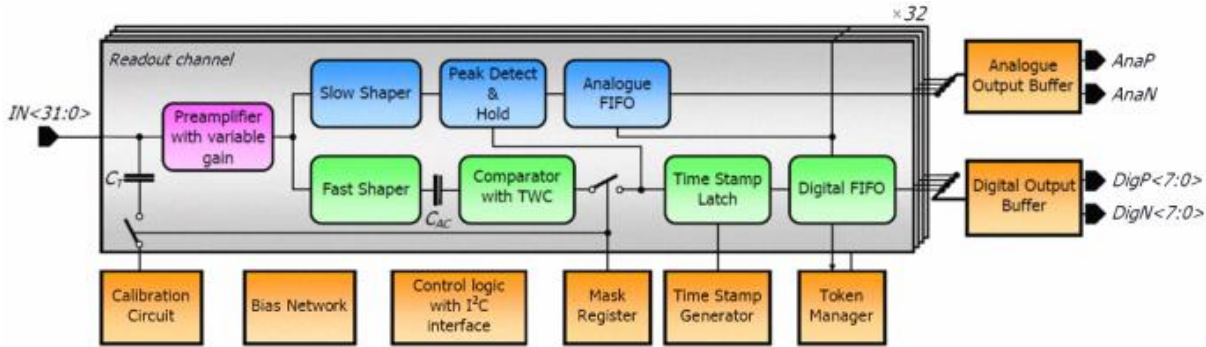 × 32
Readout channel
IN<31:0>
Preamplifier
with variable
gain
Slow Shaper
Peak Detect
&
Hold
Analogue
FIFO
Analogue
Output Buffer
AnaP
AnaN
C_T
Fast Shaper
C_AC
Comparator
with TWC
Time Stamp
Latch
Digital FIFO
Digital Output
Buffer
DigP<7:0>
DigN<7:0>
Calibration
Circuit
Bias Network
Control logic
with I²C
interface
Mask
Register
Time Stamp
Generator
Token
Manager